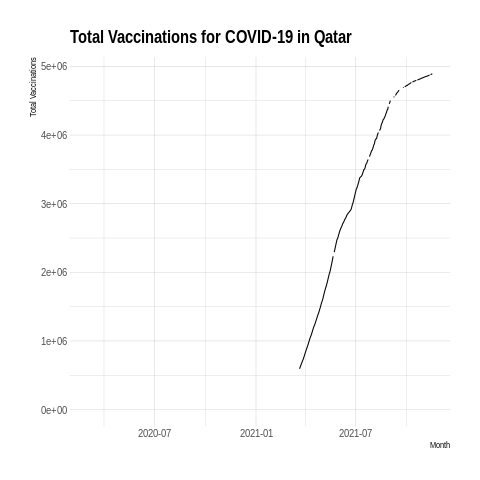 Total Vaccinations for COVID-19 in Qatar
Total Vaccinations
5e+06
4e+06
3e+06
2e+06
1e+06
0e+00
2020-07
2021-01
2021-07
Month